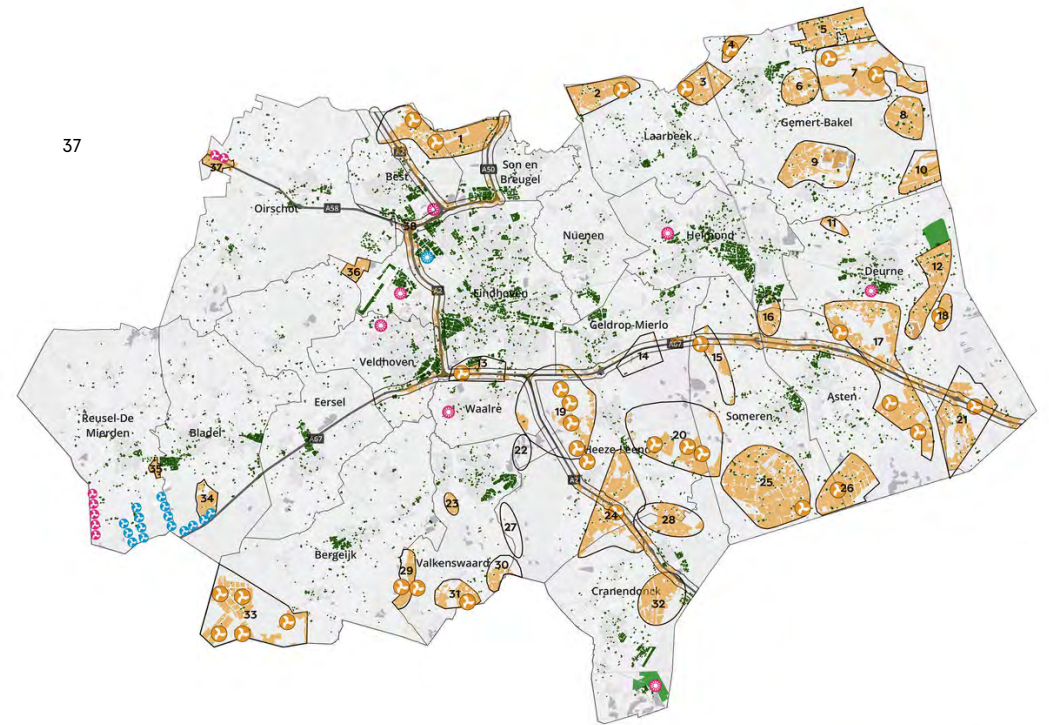 5
4
2
3
6
7
Gemert-Bakel
8
Laarbeek
37
1
A2
Best
A50
Son en
Breugel
9
10
37
Oirschot
A58
38
Nuenen
Helmond
11
36
Deurne
12
A2
Eindhoven
Geldrop-Mierlo
16
18
17
Veldhoven
13
14
A67
15
Reusel-De
Mierden
Bladel
Eersel
Waalre
19
Someren
Asten
21
A67
22
Heeze-Leende
20
35
34
A2
25
26
23
24
28
27
Bergeijk
Valkenswaard
29
30
31
Cranendonck
32
33